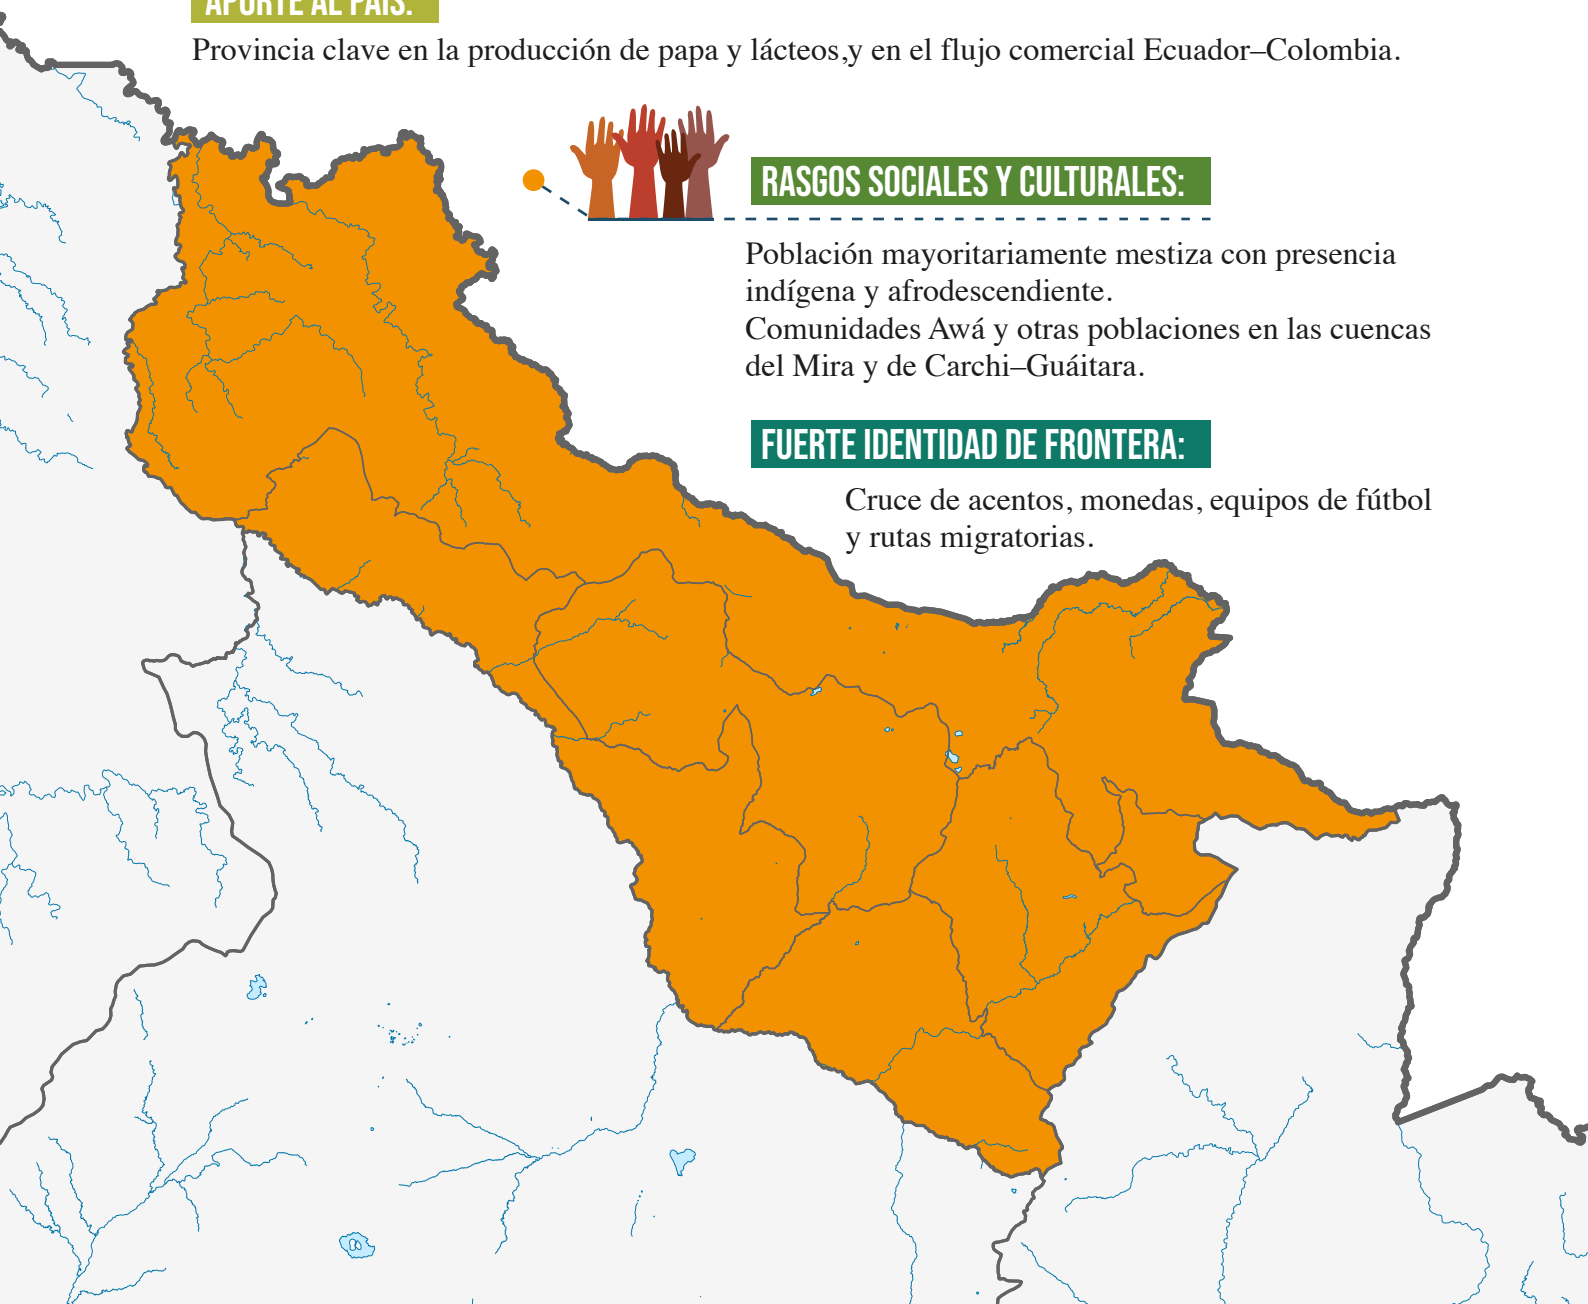 APORTE AL PAÍS:
Provincia clave en la producción de papa y lácteos,y en el flujo comercial Ecuador–Colombia.
RASGOS SOCIALES Y CULTURALES:
Población mayoritariamente mestiza con presencia
indígena y afrodescendiente.
Comunidades Awá y otras poblaciones en las cuencas
del Mira y de Carchi–Guáitara.
FUERTE IDENTIDAD DE FRONTERA:
Cruce de acentos, monedas, equipos de fútbol
y rutas migratorias.